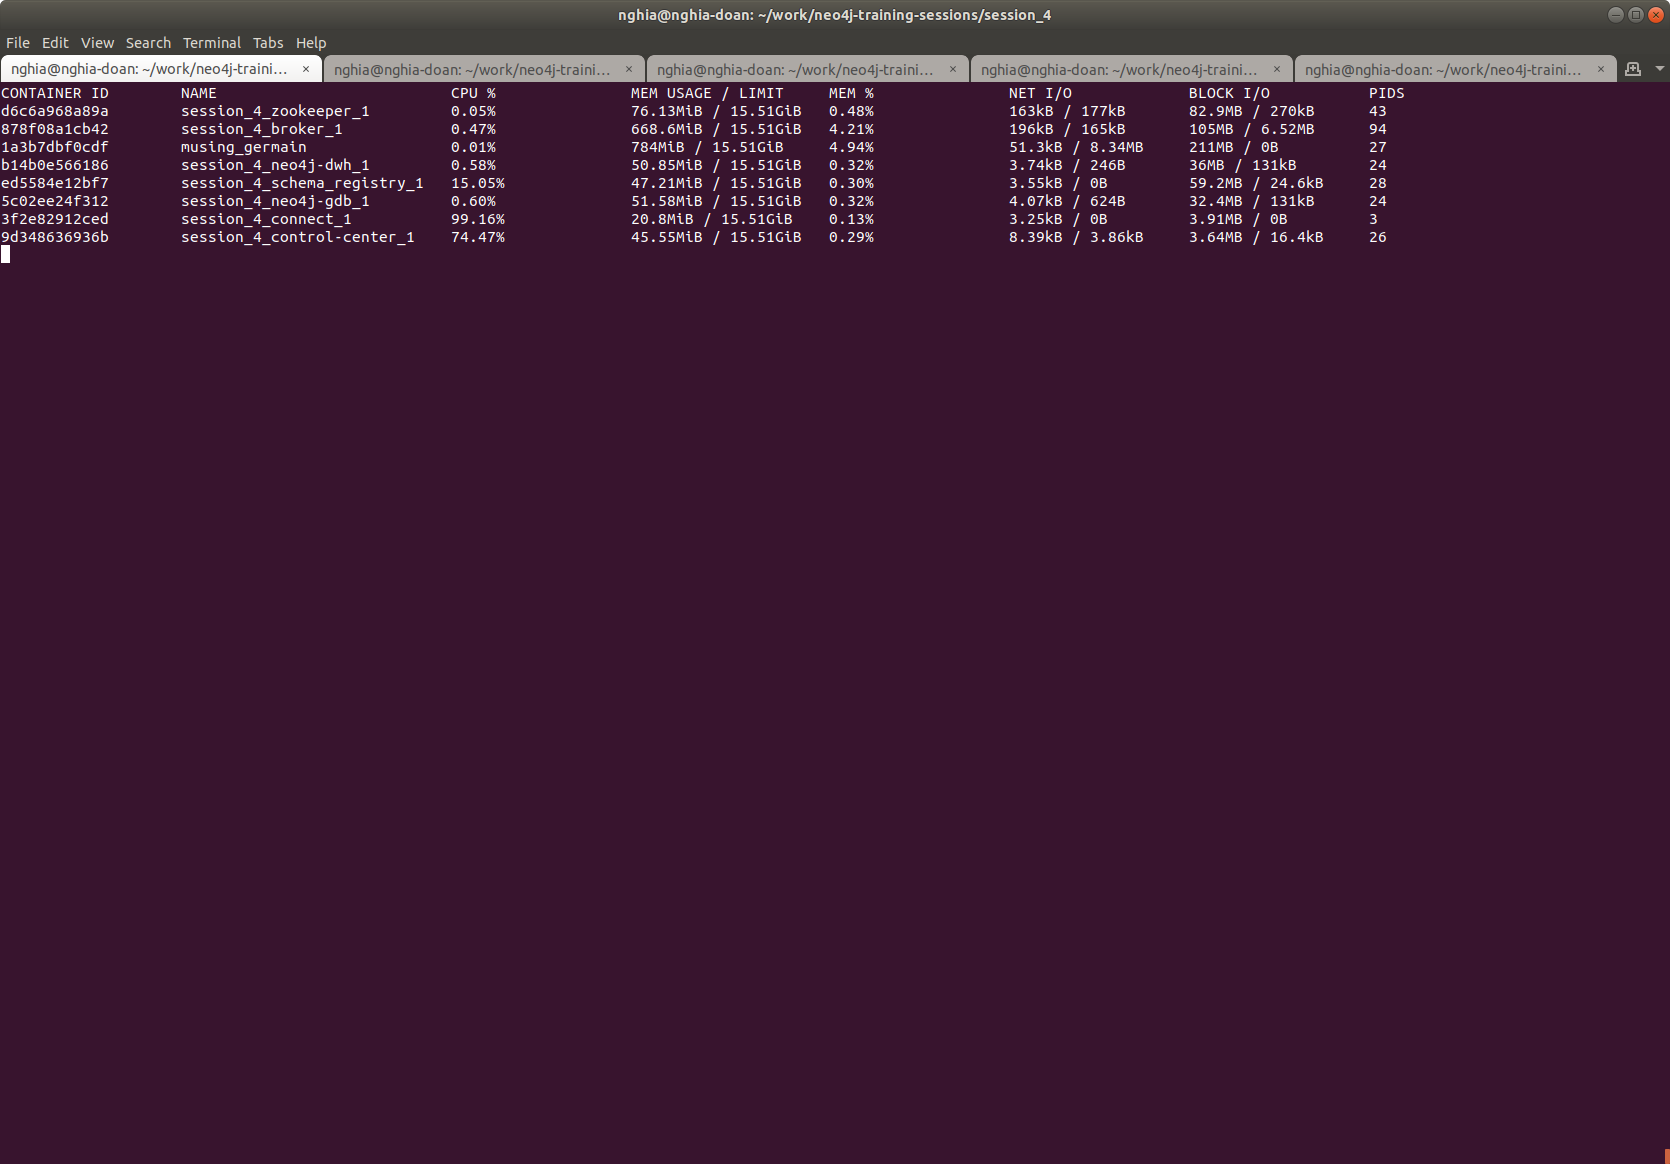 nghia@nghia-doan: ~/work/neo4j-training-sessions/session_4
File Edit View Search Terminal Tabs Help
nghia@nghia-doan: ~/work/neo4j-traini... × nghia@nghia-doan: ~/work/neo4j-traini... × nghia@nghia-doan: ~/work/neo4j-traini... × nghia@nghia-doan: ~/work/neo4j-traini... × nghia@nghia-doan: ~/work/neo4j-traini... ×
CONTAINER ID NAME CPU % MEM USAGE / LIMIT MEM % NET I/O BLOCK I/O PIDS
d6c6a968a89a session_4_zookeeper_1 0.05% 76.13MiB / 15.51GiB 0.48% 163kB / 177kB 82.9MB / 270kB 43
878f08a1cb42 session_4_broker_1 0.47% 668.6MiB / 15.51GiB 4.21% 196kB / 165kB 105MB / 6.52MB 94
1a3b7dbf0cdf musing_germain 0.01% 784MiB / 15.51GiB 4.94% 51.3kB / 8.34MB 211MB / 0B 27
b14b0e566186 session_4_neo4j-dwh_1 0.58% 50.85MiB / 15.51GiB 0.32% 3.74kB / 246B 36MB / 131kB 24
ed5584e12bf7 session_4_schema_registry_1 15.05% 47.21MiB / 15.51GiB 0.30% 3.55kB / 0B 59.2MB / 24.6kB 28
5c02ee24f312 session_4_neo4j-gdb_1 0.60% 51.58MiB / 15.51GiB 0.32% 4.07kB / 624B 32.4MB / 131kB 24
3f2e82912ced session_4_connect_1 99.16% 20.8MiB / 15.51GiB 0.13% 3.25kB / 0B 3.91MB / 0B 3
9d348636936b session_4_control-center_1 74.47% 45.55MiB / 15.51GiB 0.29% 8.39kB / 3.86kB 3.64MB / 16.4kB 26